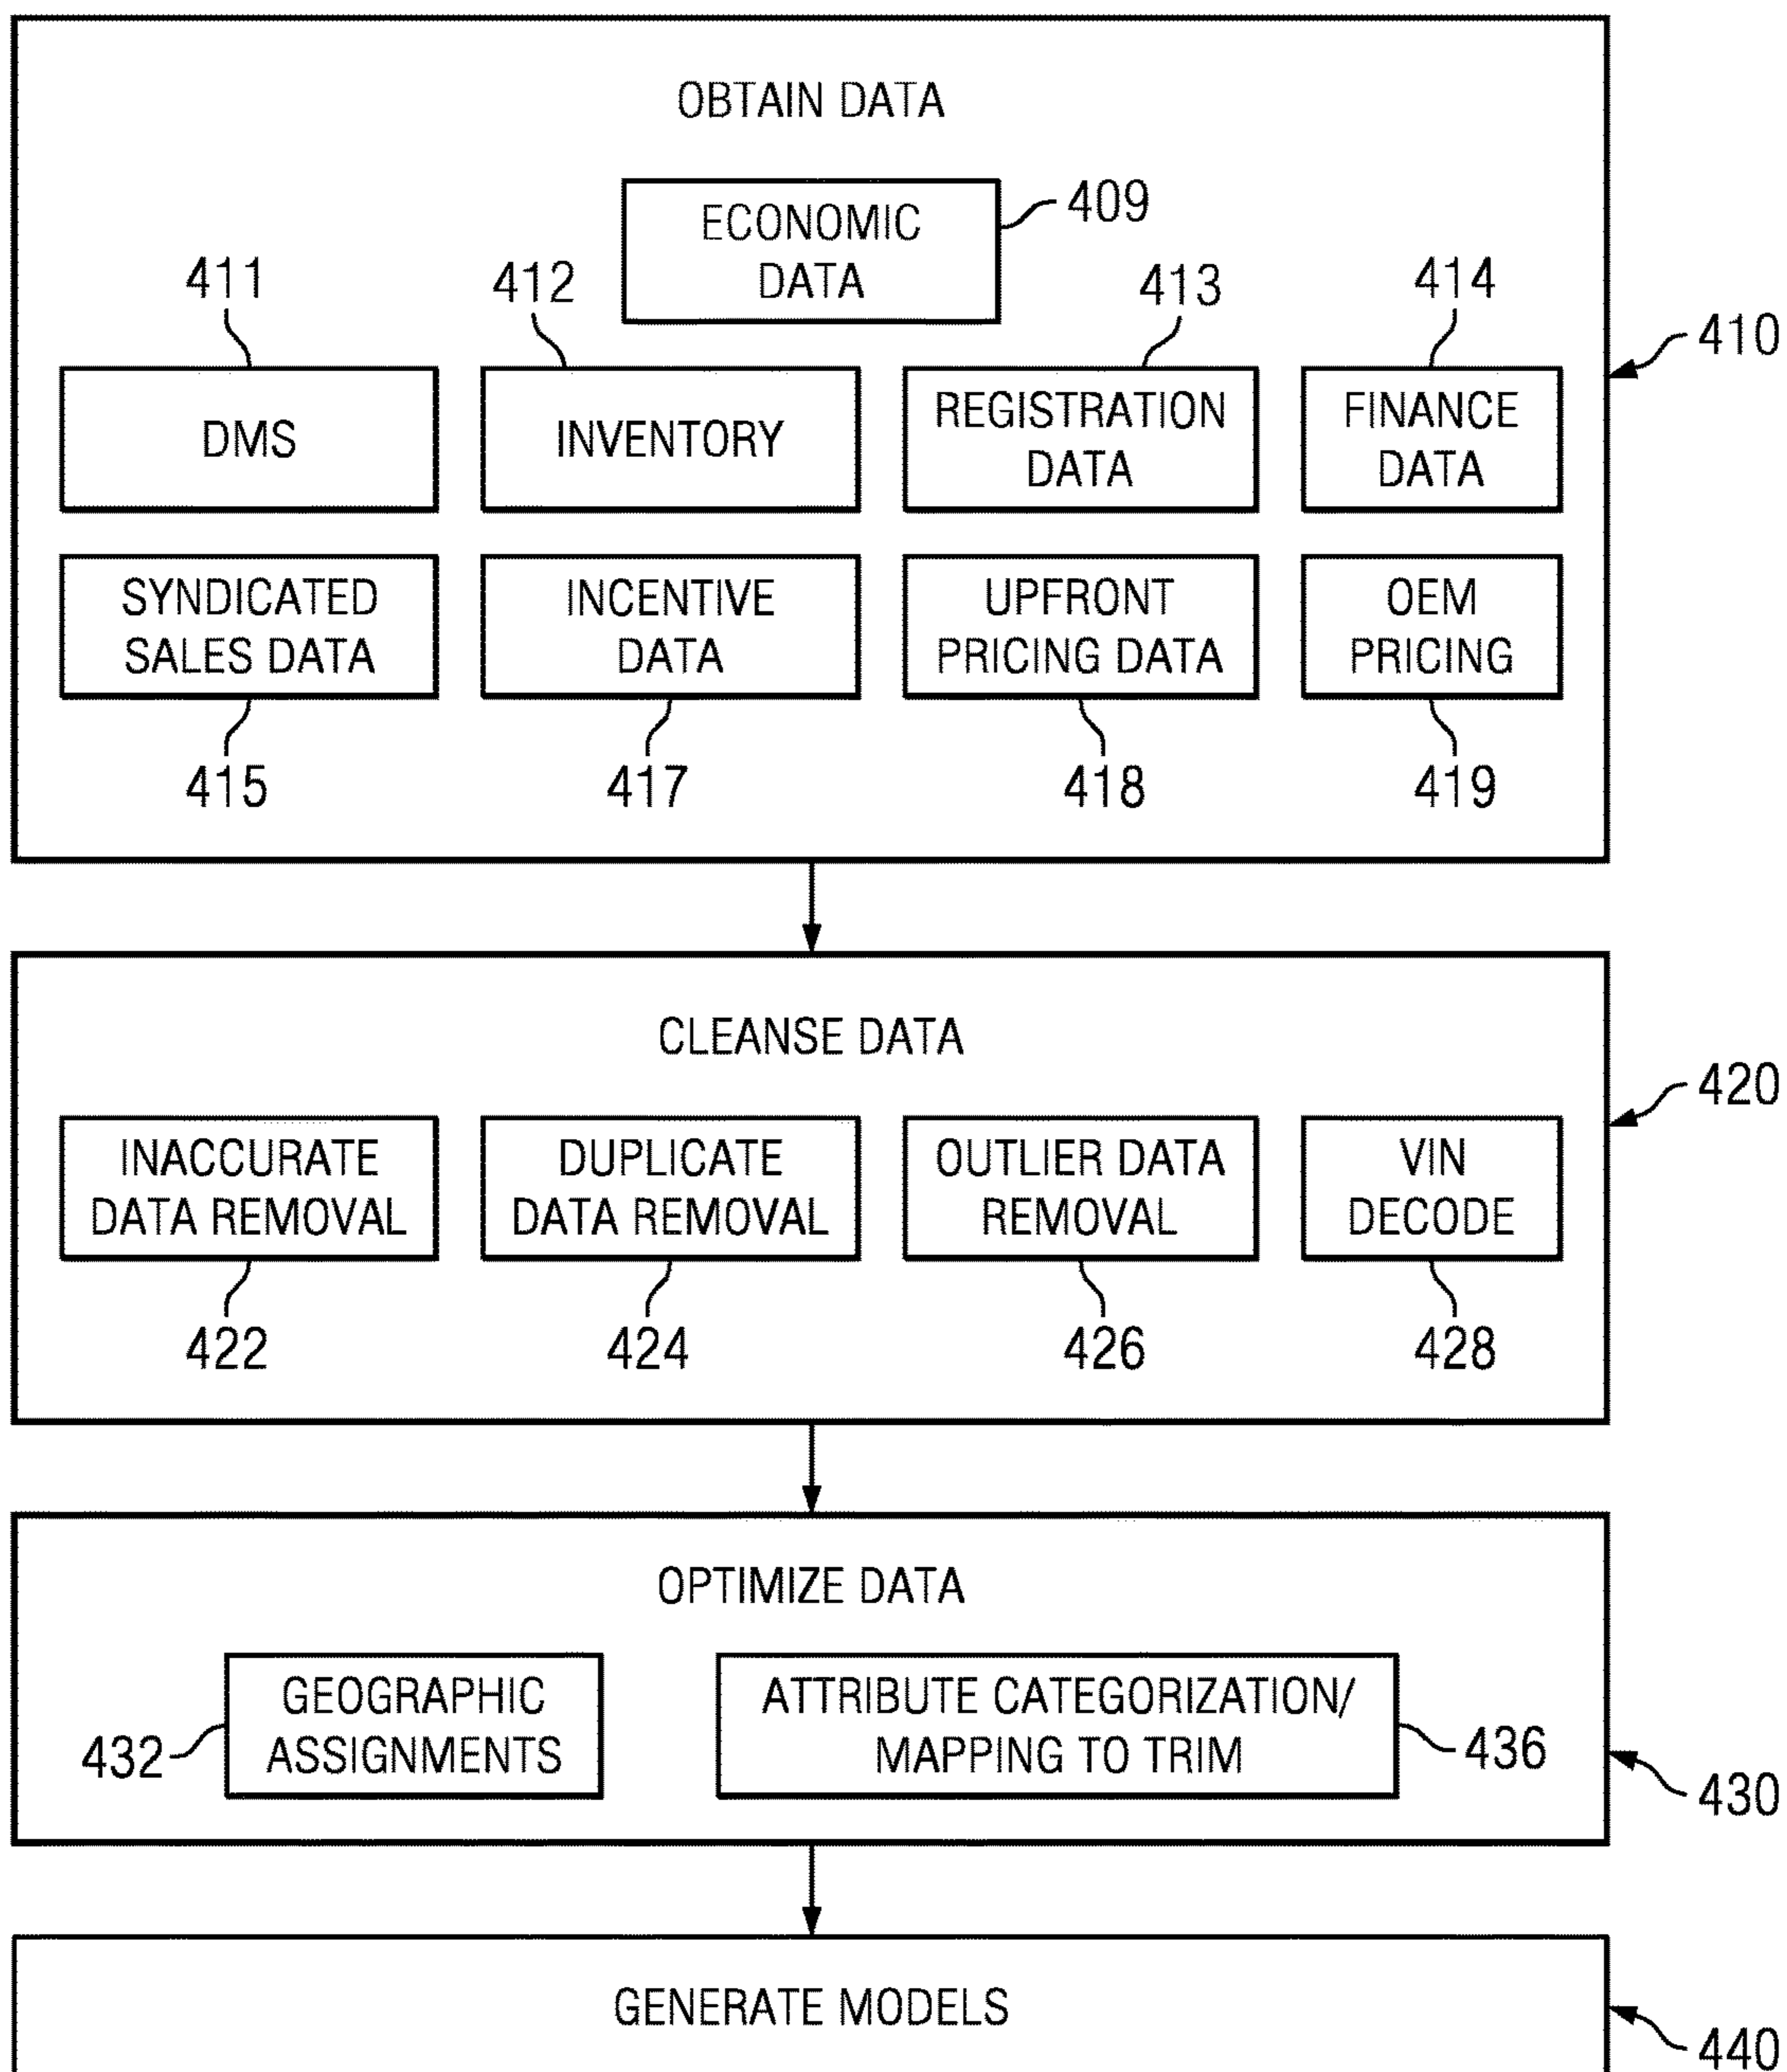 OBTAIN DATA
ECONOMIC
DATA
409
411
412
413
414
410
DMS
INVENTORY
REGISTRATION
DATA
FINANCE
DATA
SYNDICATED
SALES DATA
INCENTIVE
DATA
UPFRONT
PRICING DATA
OEM
PRICING
415
417
418
419
CLEANSE DATA
420
INACCURATE
DATA REMOVAL
DUPLICATE
DATA REMOVAL
OUTLIER DATA
REMOVAL
VIN
DECODE
422
424
426
428
OPTIMIZE DATA
432
GEOGRAPHIC
ASSIGNMENTS
ATTRIBUTE CATEGORIZATION/
MAPPING TO TRIM
436
430
GENERATE MODELS
440